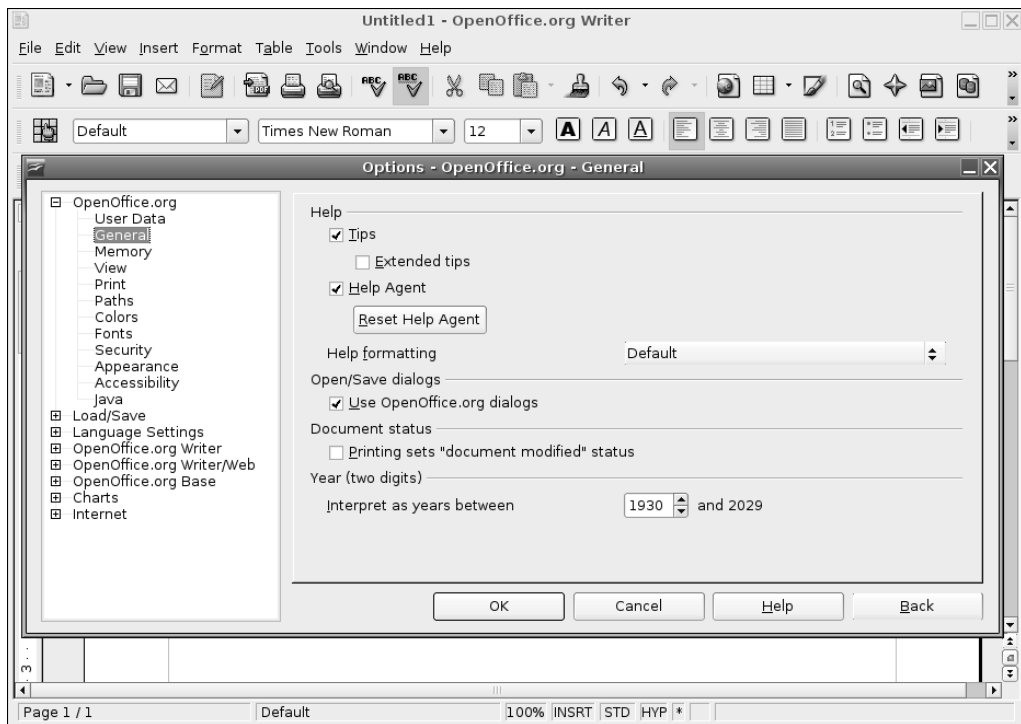 Untitled1 - OpenOffice.org Writer
File Edit View Insert Format Table Tools Window Help
PDF ABC ABC
Default Times New Roman 12 A A A
Options - OpenOffice.org - General
OpenOffice.org
User Data
General
Memory
View
Print
Paths
Colors
Fonts
Security
Appearance
Accessibility
Java
Load/Save
Language Settings
OpenOffice.org Writer
OpenOffice.org Writer/Web
OpenOffice.org Base
Charts
Internet
Help
Tips
Extended tips
Help Agent
Reset Help Agent
Help formatting Default
Open/Save dialogs
Use OpenOffice.org dialogs
Document status
Printing sets "document modified" status
Year (two digits)
Interpret as years between 1930 and 2029
OK Cancel Help Back
3
Page 1 / 1 Default 100% INSRT STD HYP *